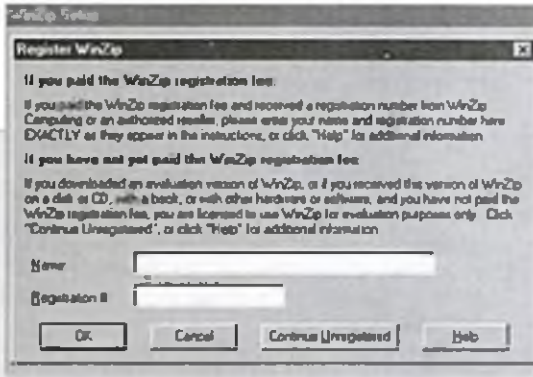 WinZip Setup
Register WinZip
If you paid the WinZip registration fee:
If you paid the WinZip registration fee and received a registration number from WinZip
Computing or an authorized reseller, please enter your name and registration number here
EXACTLY as they appear in the instructions, or click "Help" for additional information.
If you have not yet paid the WinZip registration fee:
If you downloaded an evaluation version of WinZip, or if you received this version of WinZip
on a disk or CD, with a book, or with other hardware or software, and you have not paid the
WinZip registration fee, you are licensed to use WinZip for evaluation purposes only. Click
"Continue Unregistered", or click "Help" for additional information.
Name:
Registration #:
OK
Cancel
Continue Unregistered
Help